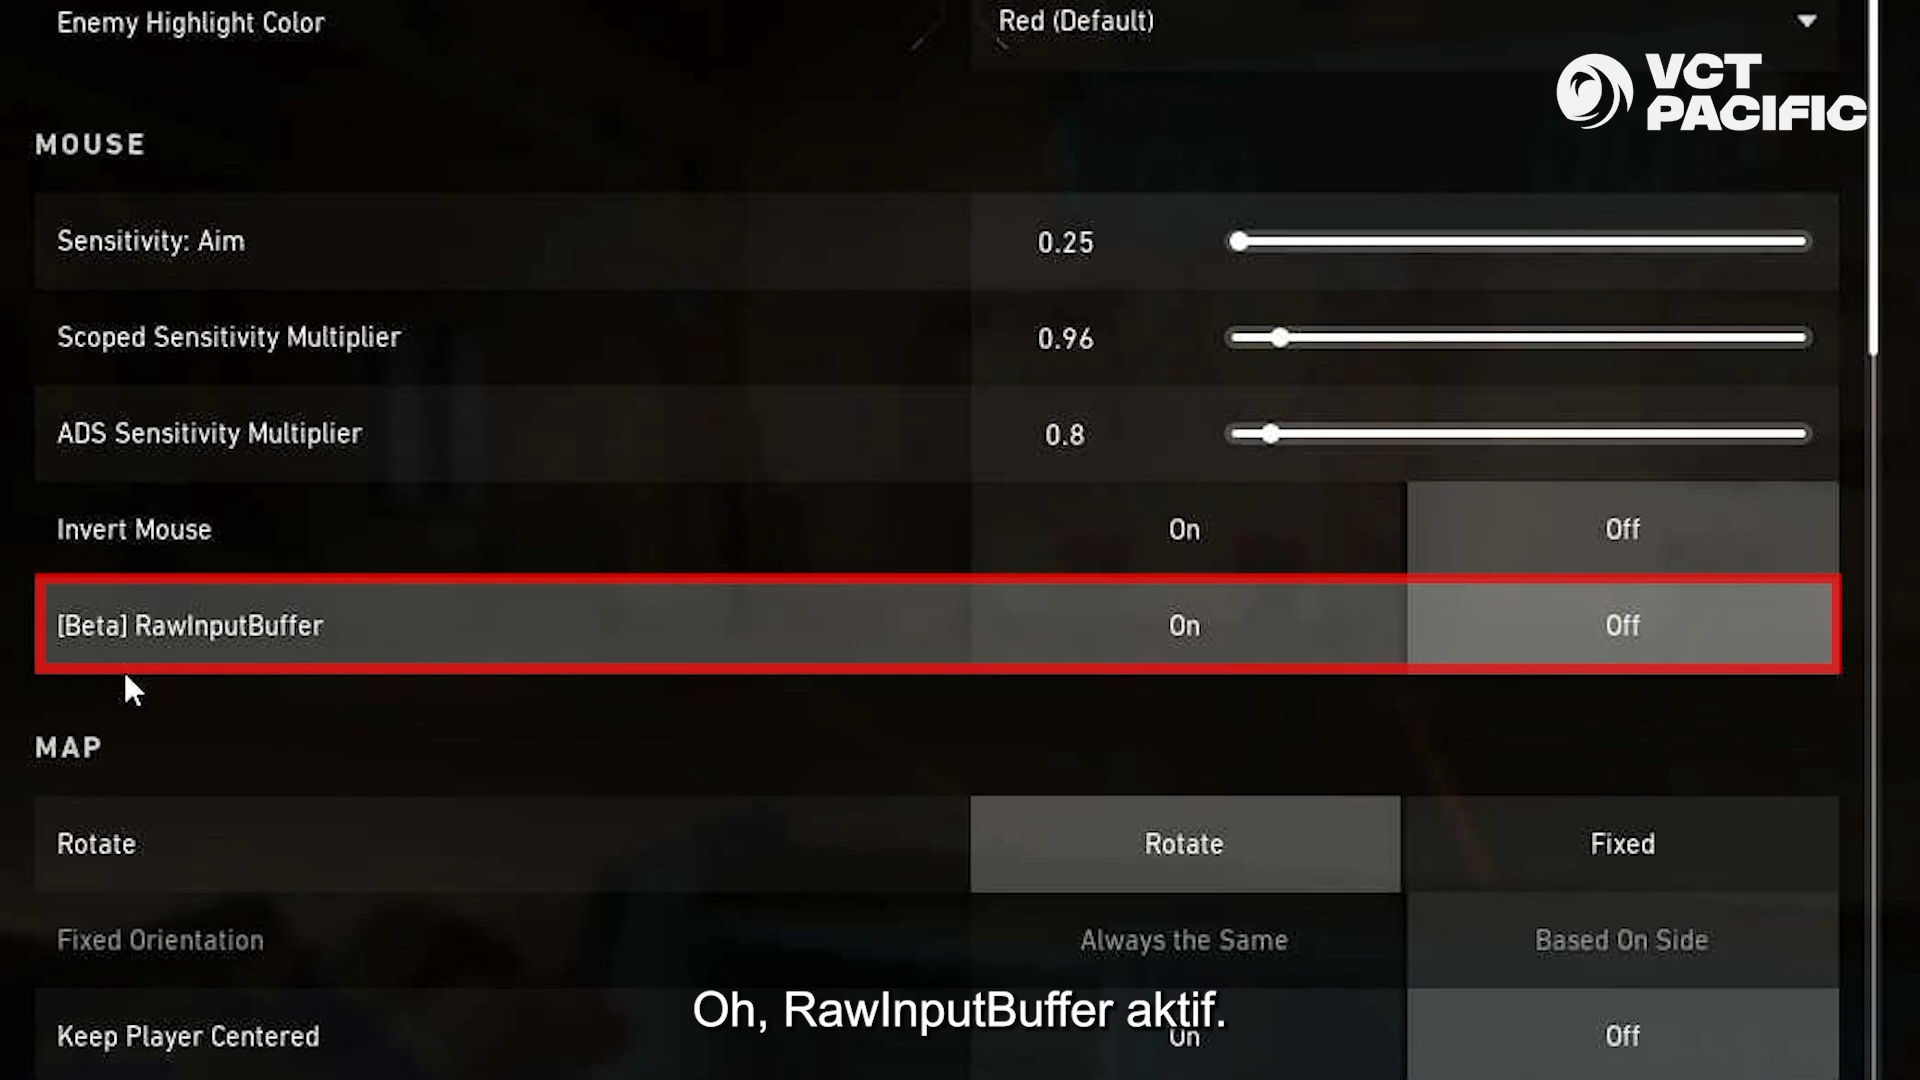 Enemy Highlight Color Red (Default)
VCT
PACIFIC
MOUSE
Sensitivity: Aim 0.25
Scoped Sensitivity Multiplier 0.96
ADS Sensitivity Multiplier 0.8
Invert Mouse On Off
[Beta] RawInputBuffer On Off
MAP
Rotate Rotate Fixed
Fixed Orientation Always the Same Based On Side
Oh, RawInputBuffer aktif.
Keep Player Centered On Off